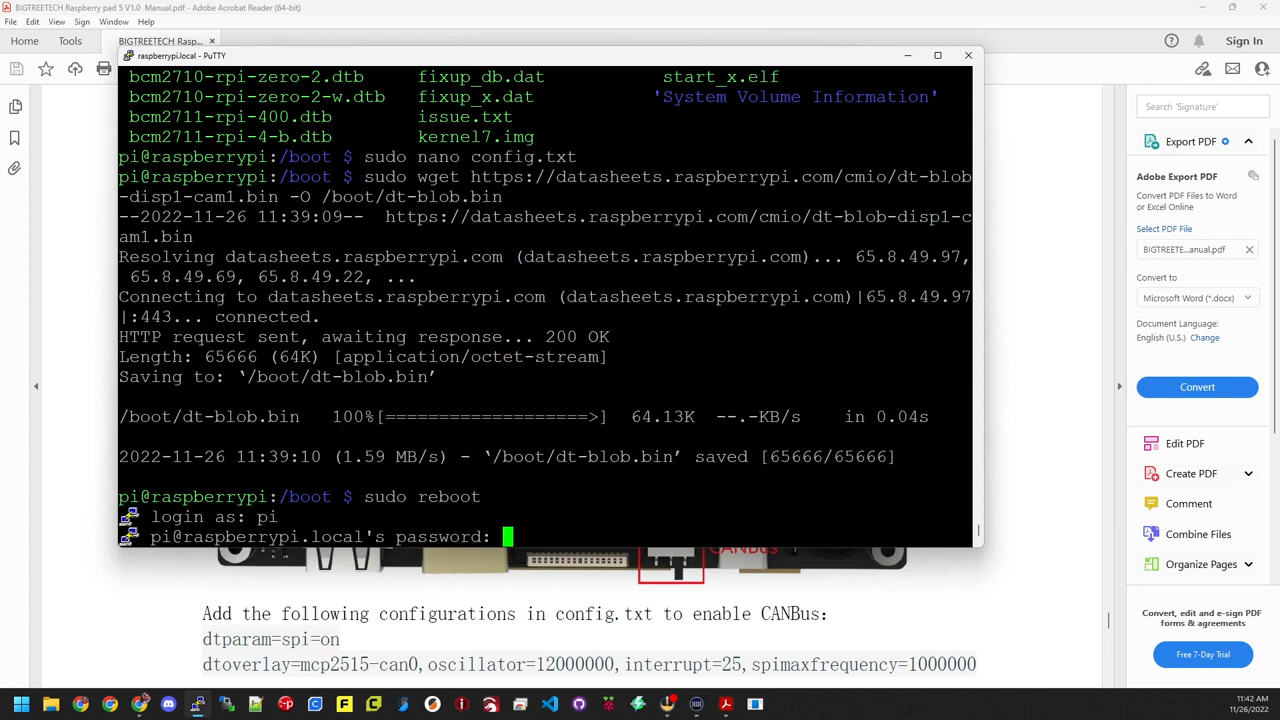 BIGTREETECH Raspberry pad 5 V1.0 Manual.pdf - Adobe Acrobat Reader (64-bit)
File Edit View Sign Window Help
Home Tools BIGTREETECH Rasp... × Sign In
raspberrypi.local - PuTTY
bcm2710-rpi-zero-2.dtb fixup_db.dat start_x.elf
bcm2710-rpi-zero-2-w.dtb fixup_x.dat 'System Volume Information'
bcm2711-rpi-400.dtb issue.txt
bcm2711-rpi-4-b.dtb kernel7.img
pi@raspberrypi:/boot $ sudo nano config.txt
pi@raspberrypi:/boot $ sudo wget https://datasheets.raspberrypi.com/cmio/dt-blob
-disp1-cam1.bin -O /boot/dt-blob.bin
--2022-11-26 11:39:09-- https://datasheets.raspberrypi.com/cmio/dt-blob-disp1-c
am1.bin
Resolving datasheets.raspberrypi.com (datasheets.raspberrypi.com)... 65.8.49.97,
65.8.49.69, 65.8.49.22, ...
Connecting to datasheets.raspberrypi.com (datasheets.raspberrypi.com)|65.8.49.97
|:443... connected.
HTTP request sent, awaiting response... 200 OK
Length: 65666 (64K) [application/octet-stream]
Saving to: ‘/boot/dt-blob.bin’
/boot/dt-blob.bin 100%[===================>] 64.13K --.-KB/s in 0.04s
2022-11-26 11:39:10 (1.59 MB/s) - ‘/boot/dt-blob.bin’ saved [65666/65666]
pi@raspberrypi:/boot $ sudo reboot
login as: pi
pi@raspberrypi.local's password:
CANBus
Add the following configurations in config.txt to enable CANBus:
dtparam=spi=on
dtoverlay=mcp2515-can0,oscillator=12000000,interrupt=25,spimaxfrequency=1000000
Search 'Signature'
Export PDF
Adobe Export PDF
Convert PDF Files to Word
or Excel Online
Select PDF File
BIGTREETE...anual.pdf
Convert to
Microsoft Word (*.docx)
Document Language:
English (U.S.) Change
Convert
Edit PDF
Create PDF
Comment
Combine Files
Organize Pages
Convert, edit and e-sign PDF
forms & agreements
Free 7-Day Trial
11:42 AM
11/26/2022